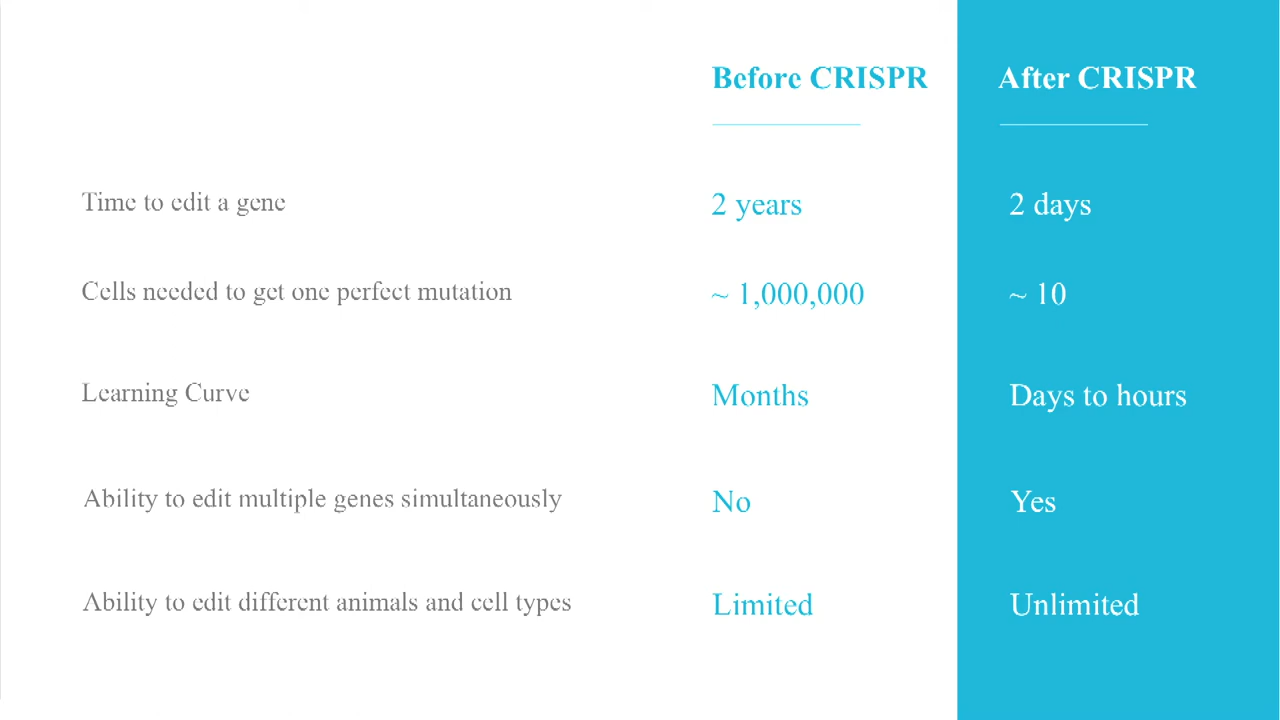 Before CRISPR After CRISPR
Time to edit a gene 2 years 2 days
Cells needed to get one perfect mutation ~ 1,000,000 ~ 10
Learning Curve Months Days to hours
Ability to edit multiple genes simultaneously No Yes
Ability to edit different animals and cell types Limited Unlimited